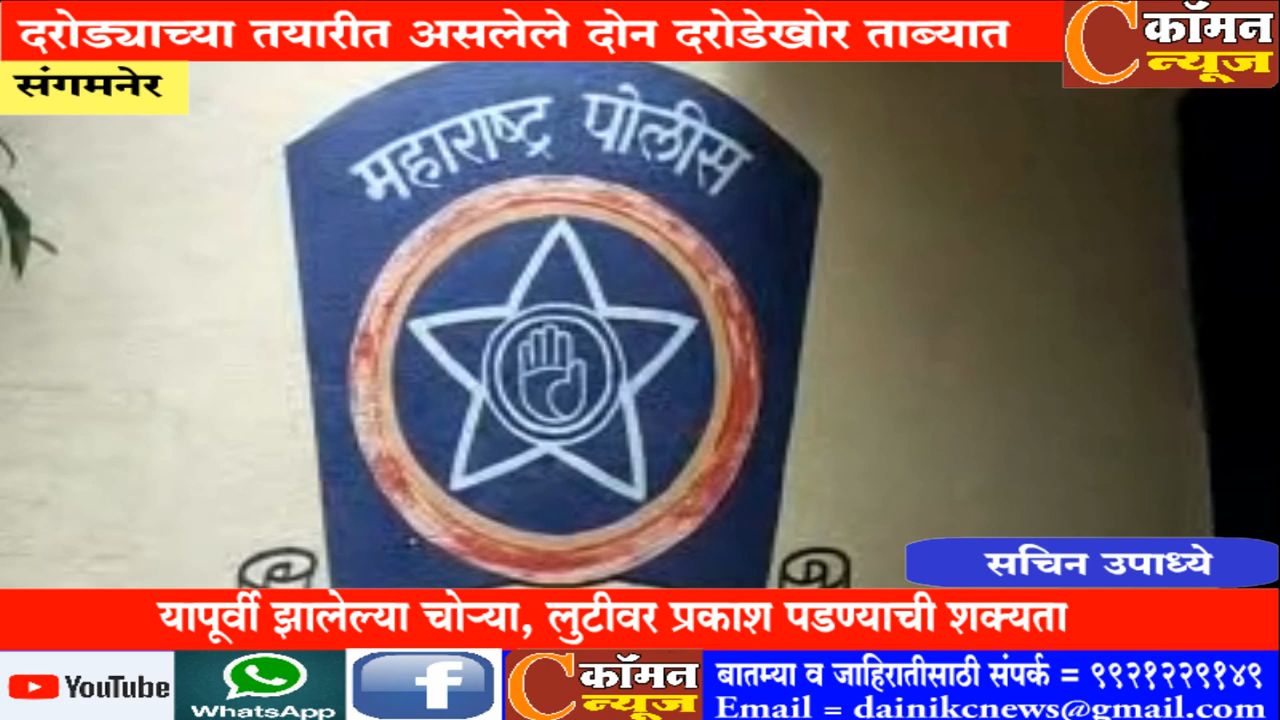 दरोड्याच्या तयारीत असलेले दोन दरोडेखोर ताब्यात
C कॉमन न्यूज
संगमनेर
महाराष्ट्र पोलीस
सचिन उपाध्ये
यापूर्वी झालेल्या चोऱ्या, लुटीवर प्रकाश पडण्याची शक्यता
YouTube
WhatsApp
f
C कॉमन न्यूज
बातम्या व जाहिरातीसाठी संपर्क = ९९२१२२९१४९
Email = dainikcnews@gmail.com